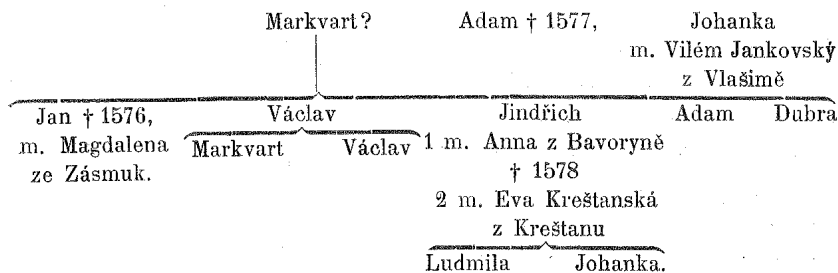 Markvart? Adam † 1577, Johanka
m. Vilém Jankovský
z Vlašimě
Jan † 1576, Václav Jindřich Adam Dubra
m. Magdalena Markvart Václav 1 m. Anna z Bavoryně
ze Zásmuk. † 1578
2 m. Eva Kreštanská
z Kreštanu
Ludmila Johanka.